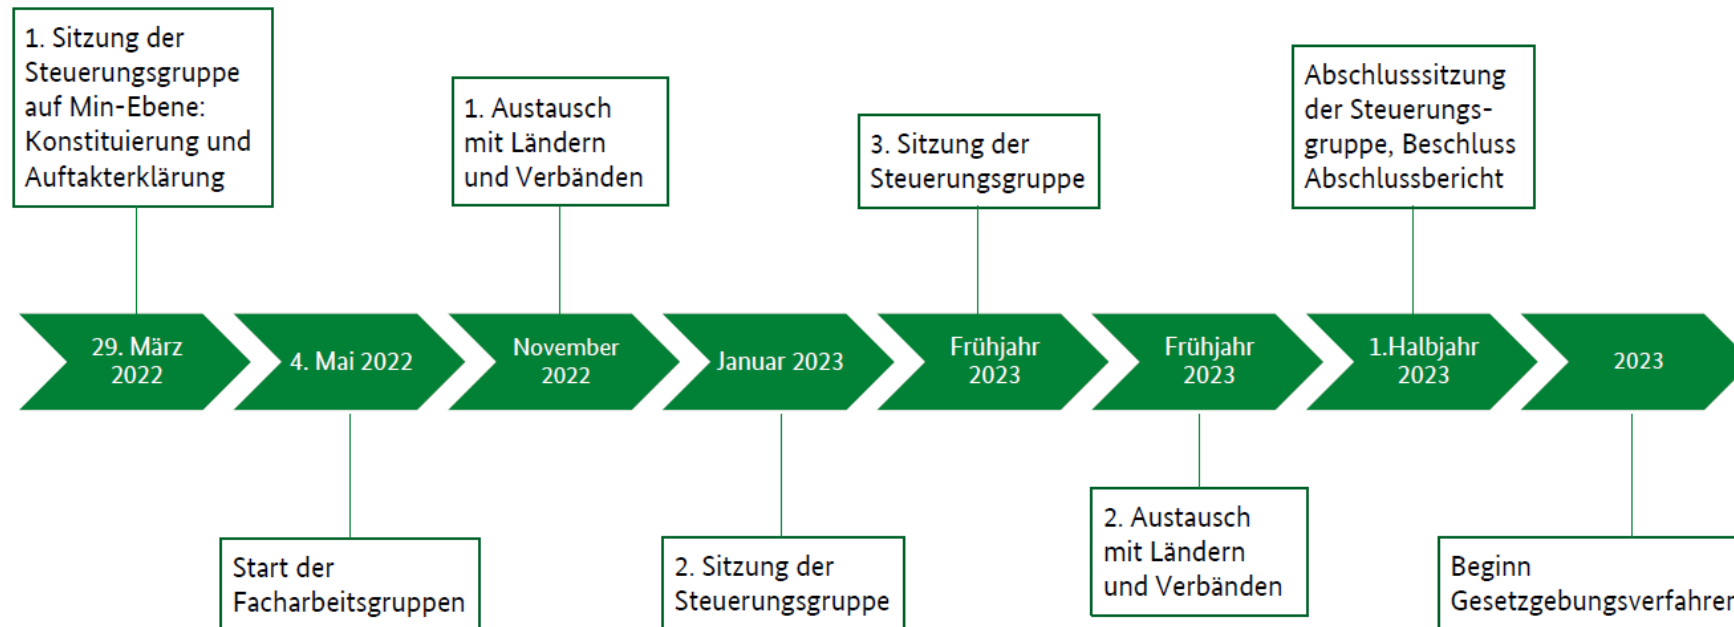 1. Sitzung der
Steuerungsgruppe
auf Min-Ebene:
Konstituierung und
Auftakterklärung
1. Austausch
mit Ländern
und Verbänden
3. Sitzung der
Steuerungsgruppe
Abschlusssitzung
der Steuerungs-
gruppe, Beschluss
Abschlussbericht
29. März
2022
4. Mai 2022
November
2022
Januar 2023
Frühjahr
2023
Frühjahr
2023
1.Halbjahr
2023
2023
Start der
Facharbeitsgruppen
2. Sitzung der
Steuerungsgruppe
2. Austausch
mit Ländern
und Verbänden
Beginn
Gesetzgebungsverfahren